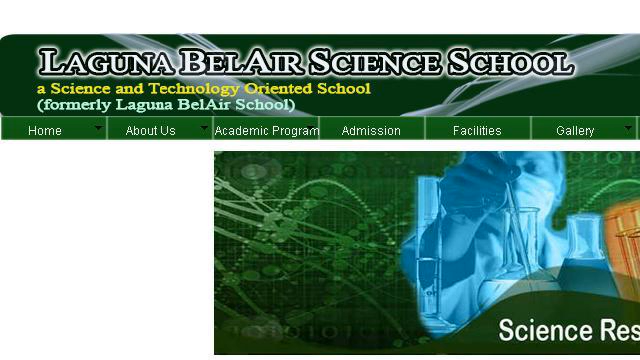 LAGUNA BELAIR SCIENCE SCHOOL
a Science and Technology Oriented School
(formerly Laguna BelAir School)
Home About Us Academic Program Admission Facilities Gallery
Science Res